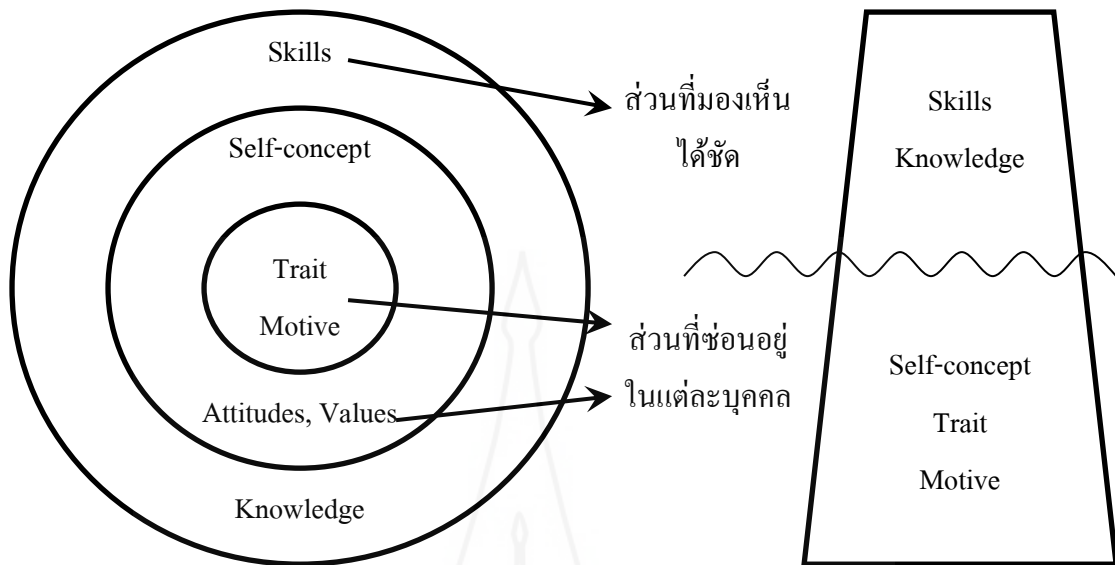 Skills
Self-concept
Trait
Motive
Attitudes, Values
Knowledge
ส่วนที่มองเห็น
ได้ชัด
ส่วนที่ซ่อนอยู่
ในแต่ละบุคคล
Skills
Knowledge
Self-concept
Trait
Motive